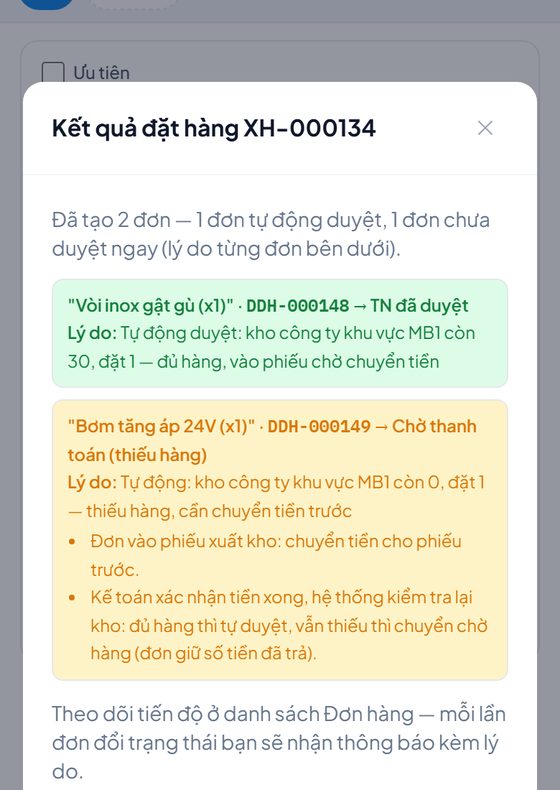 Ưu tiên
Kết quả đặt hàng XH-000134
Đã tạo 2 đơn — 1 đơn tự động duyệt, 1 đơn chưa
duyệt ngay (lý do từng đơn bên dưới).
"Vòi inox gật gù (x1)" · DDH-000148 → TN đã duyệt
Lý do: Tự động duyệt: kho công ty khu vực MB1 còn
30, đặt 1 — đủ hàng, vào phiếu chờ chuyển tiền
"Bơm tăng áp 24V (x1)" · DDH-000149 → Chờ thanh
toán (thiếu hàng)
Lý do: Tự động: kho công ty khu vực MB1 còn 0, đặt 1
— thiếu hàng, cần chuyển tiền trước
• Đơn vào phiếu xuất kho: chuyển tiền cho phiếu
trước.
• Kế toán xác nhận tiền xong, hệ thống kiểm tra lại
kho: đủ hàng thì tự duyệt, vẫn thiếu thì chuyển chờ
hàng (đơn giữ số tiền đã trả).
Theo dõi tiến độ ở danh sách Đơn hàng — mỗi lần
đơn đổi trạng thái bạn sẽ nhận thông báo kèm lý
do.